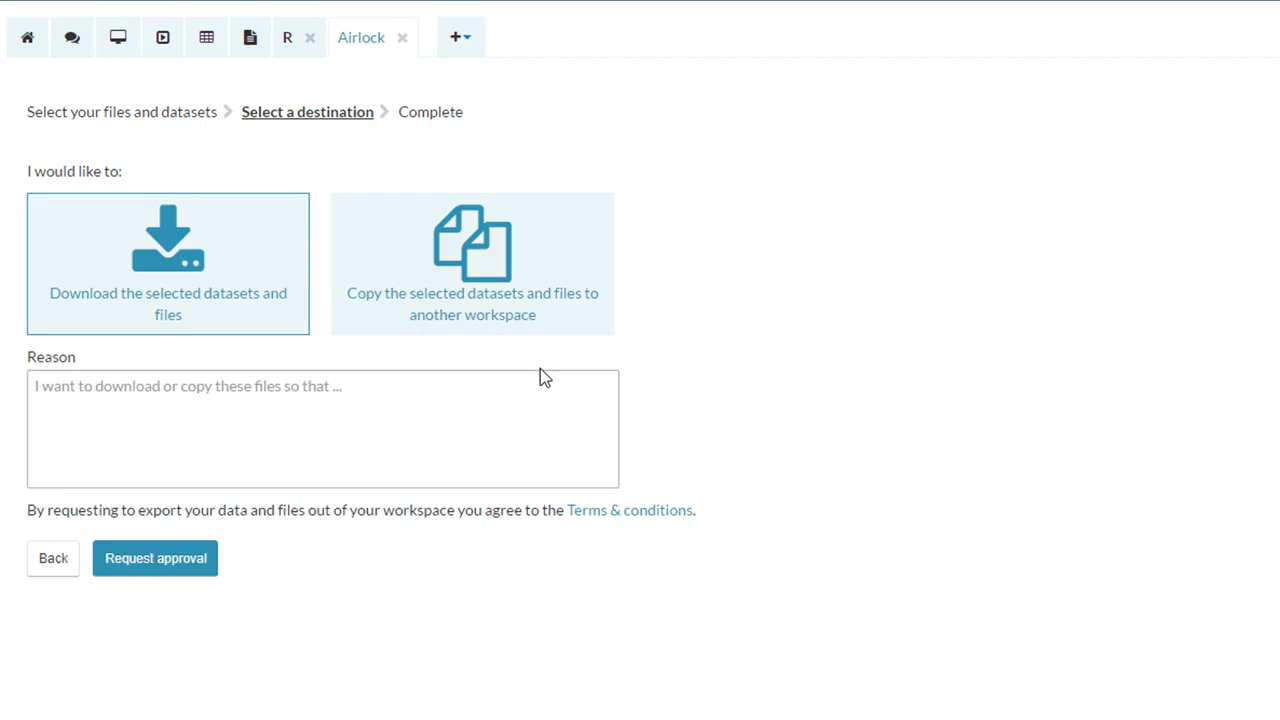 R
Airlock
Select your files and datasets
Select a destination
Complete
I would like to:
Download the selected datasets and
files
Copy the selected datasets and files to
another workspace
Reason
I want to download or copy these files so that ...
By requesting to export your data and files out of your workspace you agree to the Terms & conditions.
Back
Request approval